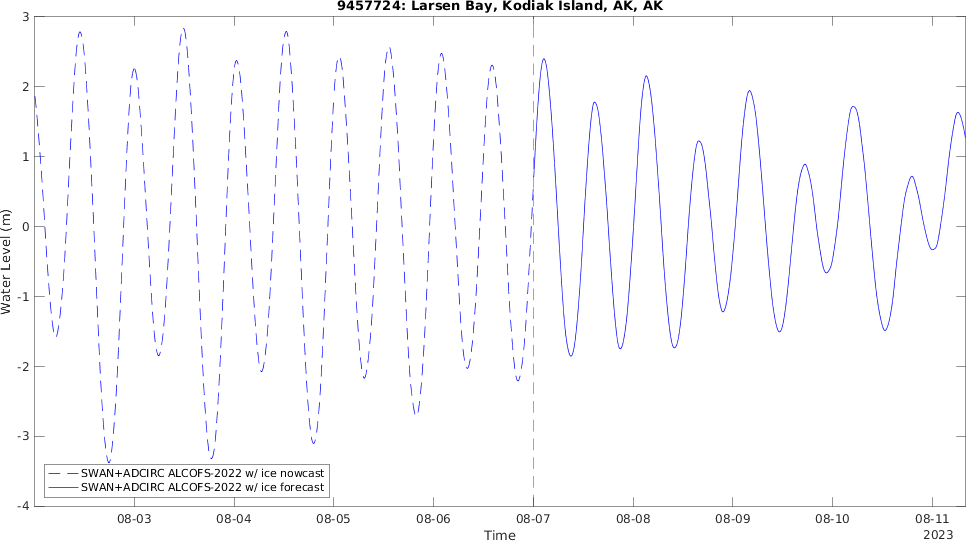 9457724: Larsen Bay, Kodiak Island, AK, AK
3
2
1
0
-1
-2
-3
-4
Water Level (m)
SWAN+ADCIRC ALCOFS-2022 w/ ice nowcast
SWAN+ADCIRC ALCOFS-2022 w/ ice forecast
08-03 08-04 08-05 08-06 08-07 08-08 08-09 08-10 08-11
2023
Time